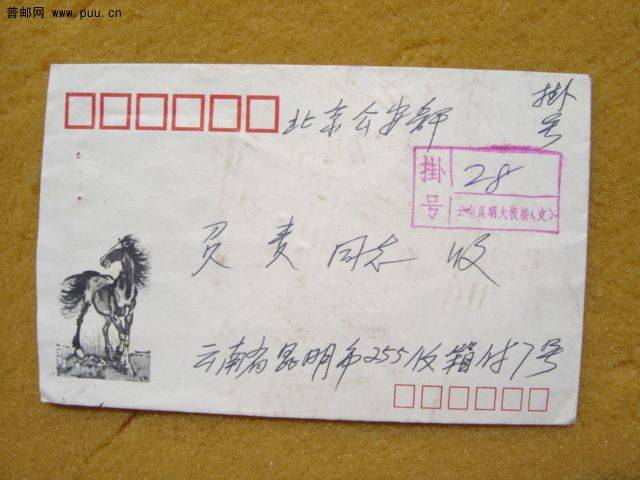 普邮网 www.puu.cn
北京公安部
掛号
掛号
28
云南昆明大板桥(支)
负责同志 收
云南省昆明市255信箱付7号